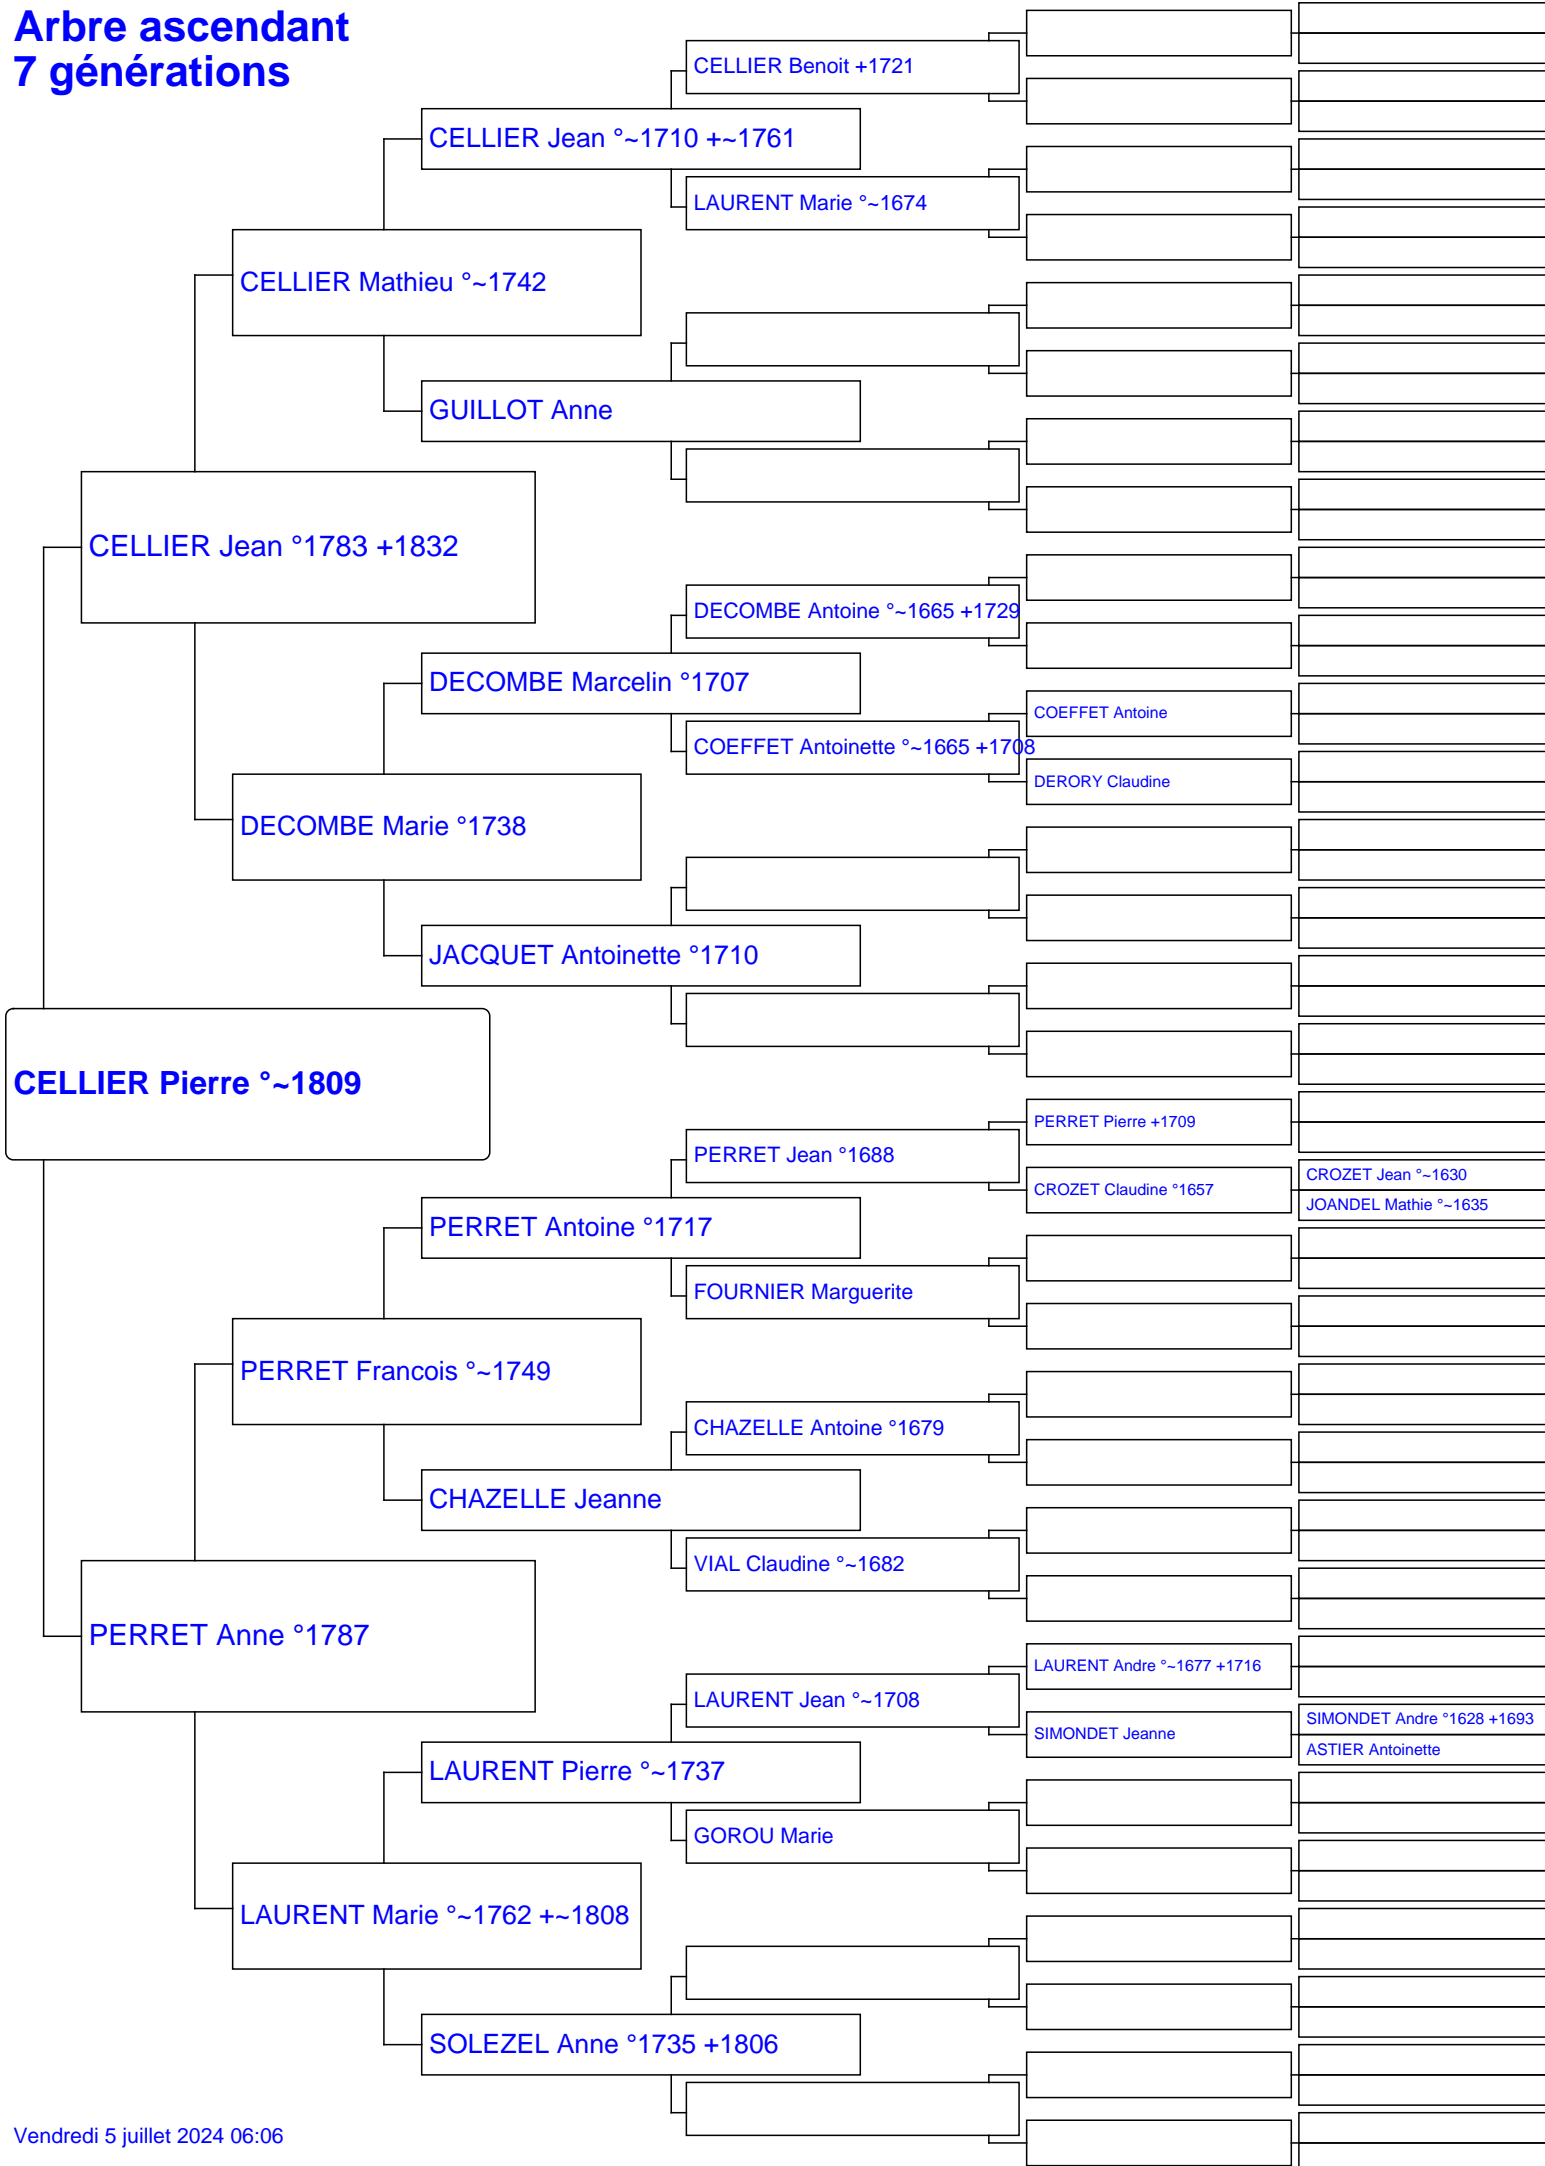 Arbre ascendant
7 générations
CELLIER Benoit +1721
CELLIER Jean °~1710 +~1761
LAURENT Marie °~1674
CELLIER Mathieu °~1742
GUILLOT Anne
CELLIER Jean °1783 +1832
DECOMBE Antoine °~1665 +1729
DECOMBE Marcelin °1707
COEFFET Antoine
COEFFET Antoinette °~1665 +1708
DERORY Claudine
DECOMBE Marie °1738
JACQUET Antoinette °1710
CELLIER Pierre °~1809
PERRET Pierre +1709
PERRET Jean °1688
CROZET Jean °~1630
CROZET Claudine °1657
JOANDEL Mathie °~1635
PERRET Antoine °1717
FOURNIER Marguerite
PERRET Francois °~1749
CHAZELLE Antoine °1679
CHAZELLE Jeanne
VIAL Claudine °~1682
PERRET Anne °1787
LAURENT Andre °~1677 +1716
LAURENT Jean °~1708
SIMONDET Andre °1628 +1693
SIMONDET Jeanne
ASTIER Antoinette
LAURENT Pierre °~1737
GOROU Marie
LAURENT Marie °~1762 +~1808
SOLEZEL Anne °1735 +1806
Vendredi 5 juillet 2024 06:06